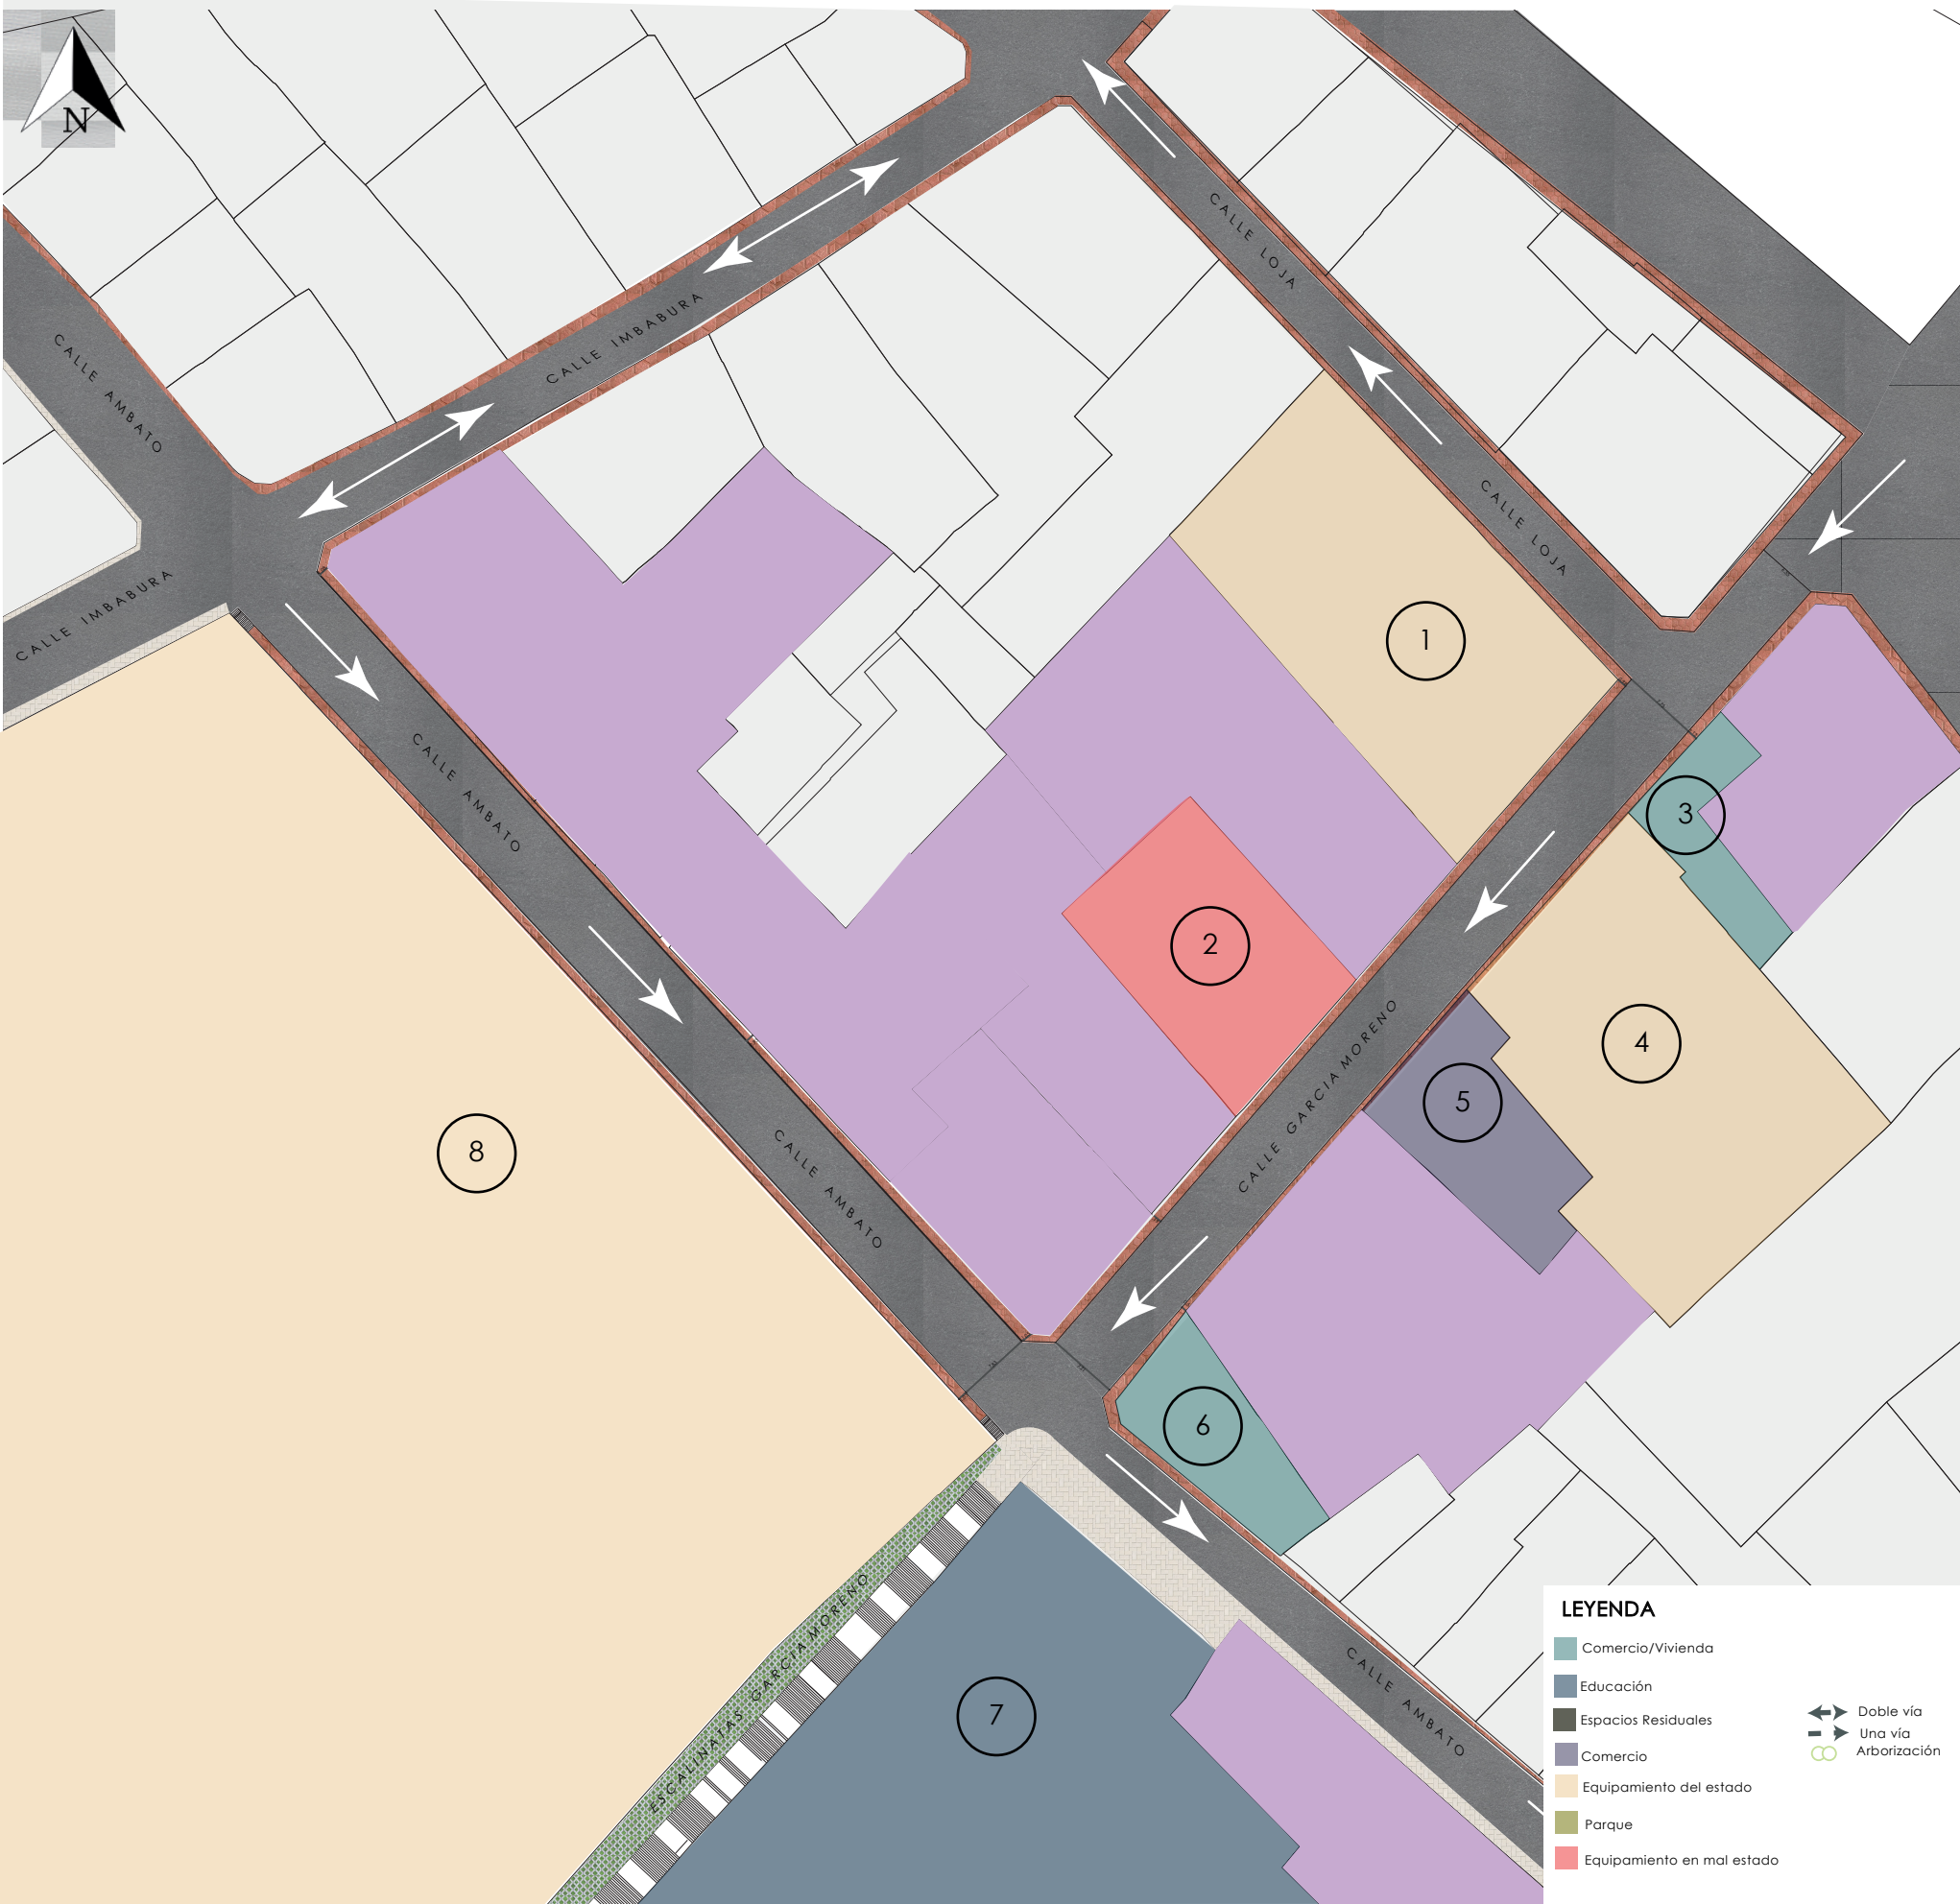 N
CALLE AMBATO
CALLE IMBABURA
CALLE IMBABURA
CALLE LOJA
CALLE LOJA
1
CALLE AMBATO
3
2
CALLE GARCIA MORENO
4
5
8
CALLE AMBATO
6
ESCALINATAS GARCIA MORENO
7
CALLE AMBATO
LEYENDA
Comercio/Vivienda
Educación
Espacios Residuales
Comercio
Equipamiento del estado
Parque
Equipamiento en mal estado
Doble vía
Una vía
Arborización